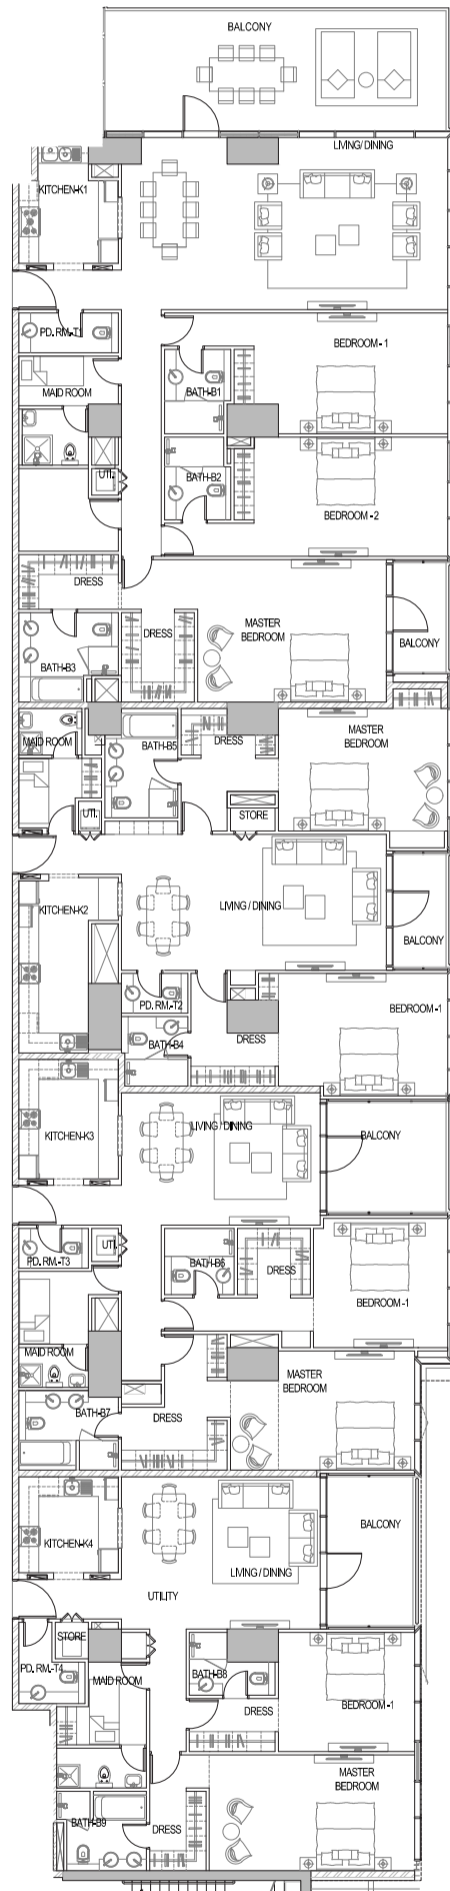 BALCONY
LIVING/ DINING
KITCHEN-K1
PD. RM.-T1
BEDROOM - 1
MAID ROOM
BATH-B1
UTI.
BATH-B2
BEDROOM -2
DRESS
DRESS
MASTER
BEDROOM
BALCONY
BATH-B3
MAID ROOM
BATH-B5
DRESS
MASTER
BEDROOM
UTI.
STORE
KITCHEN-K2
LIVING / DINING
BALCONY
PD. RM.-T2
BEDROOM-1
BATH-B4
DRESS
KITCHEN-K3
LIVING / DINING
BALCONY
PD. RM.-T3
UTI.
BATH-B6
DRESS
BEDROOM-1
MAID ROOM
MASTER
BEDROOM
BATH-B7
DRESS
KITCHEN-K4
BALCONY
LIVING / DINING
UTILITY
STORE
PD. RM.-T4
MAID ROOM
BATH-B8
DRESS
BEDROOM-1
MASTER
BEDROOM
BATH-B9
DRESS